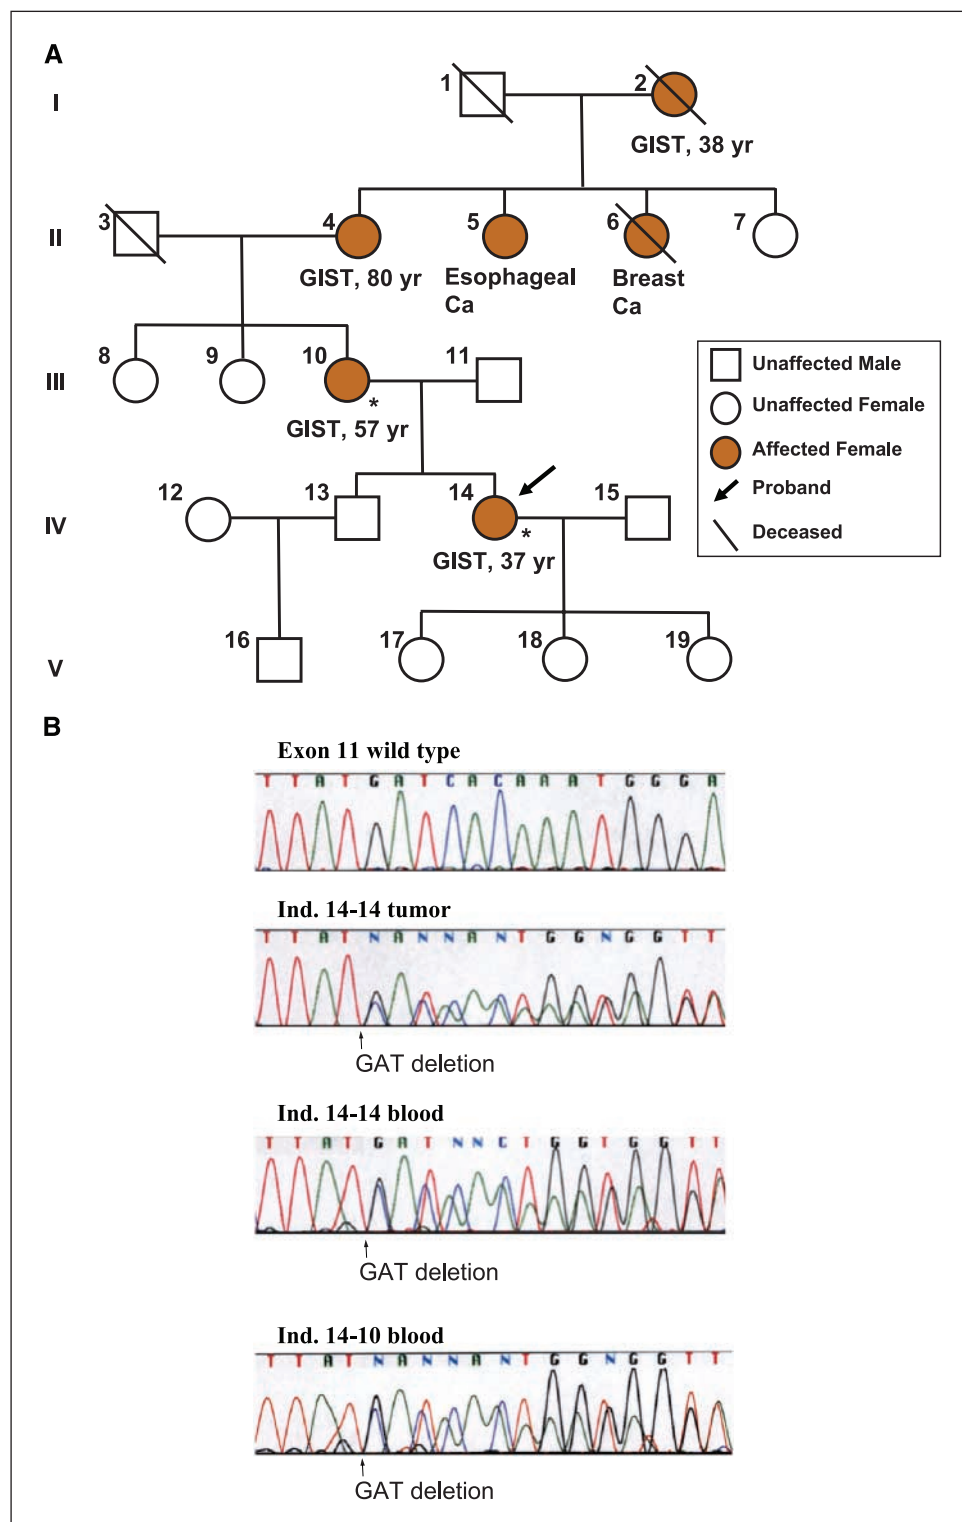 A
I
1
2
GIST, 38 yr
II
3
4
5
6
7
GIST, 80 yr
Esophageal
Ca
Breast
Ca
III
8
9
10
11
*
GIST, 57 yr
Unaffected Male
Unaffected Female
Affected Female
Proband
Deceased
IV
12
13
14
15
*
GIST, 37 yr
V
16
17
18
19
B
Exon 11 wild type
T T A T G A T C A C A A A T G G G A
Ind. 14-14 tumor
T T A T N A N N A N T G G N G G T T
GAT deletion
Ind. 14-14 blood
T T A T G A T N N C T G G T G G T T
GAT deletion
Ind. 14-10 blood
T T A T N A N N A N T G G N G G T T
GAT deletion